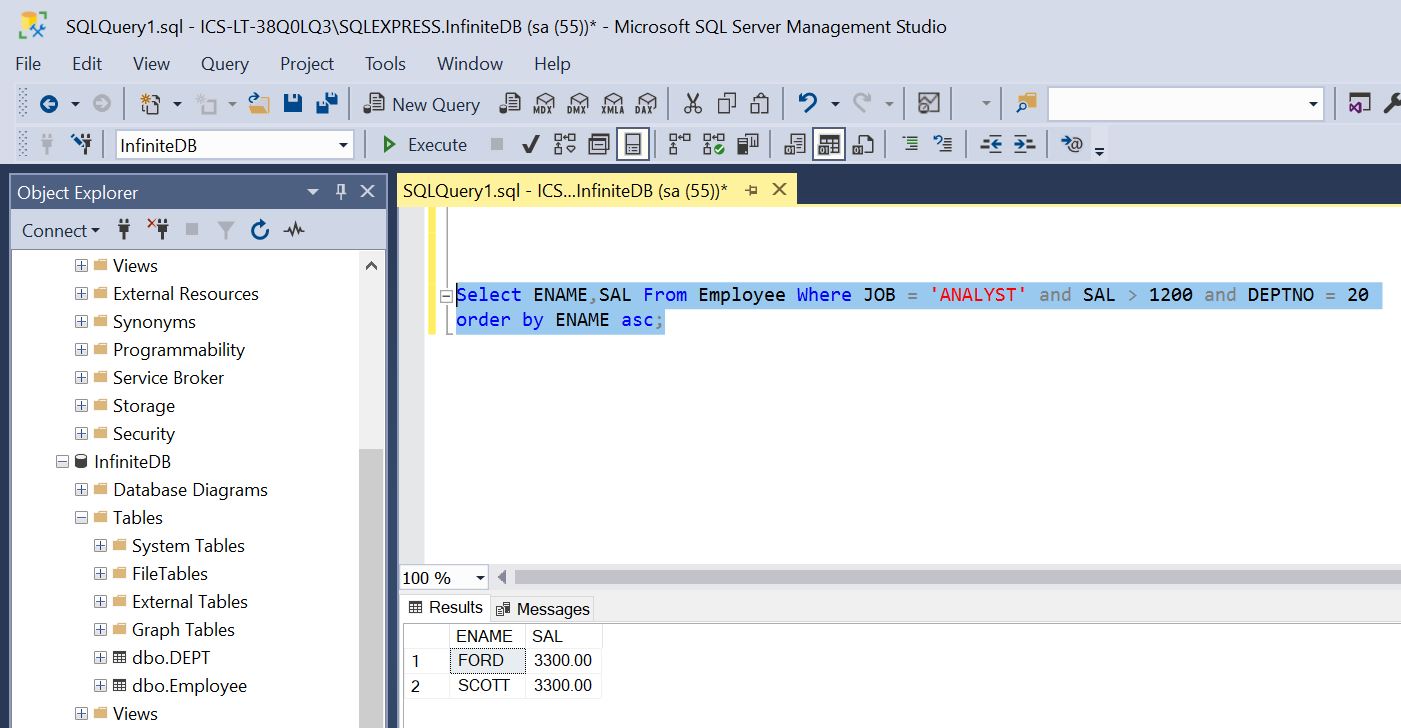 SQLQuery1.sql - ICS-LT-38Q0LQ3\SQLEXPRESS.InfiniteDB (sa (55))* - Microsoft SQL Server Management Studio
File Edit View Query Project Tools Window Help
New Query MDX DMX XMLA DAX
InfiniteDB Execute
Object Explorer
SQLQuery1.sql - ICS...InfiniteDB (sa (55))*
Connect
Views
External Resources
Synonyms
Programmability
Service Broker
Storage
Security
InfiniteDB
Database Diagrams
Tables
System Tables
FileTables
External Tables
Graph Tables
dbo.DEPT
dbo.Employee
Views
Select ENAME,SAL From Employee Where JOB = 'ANALYST' and SAL > 1200 and DEPTNO = 20
order by ENAME asc;
100 %
Results Messages
ENAME SAL
1 FORD 3300.00
2 SCOTT 3300.00